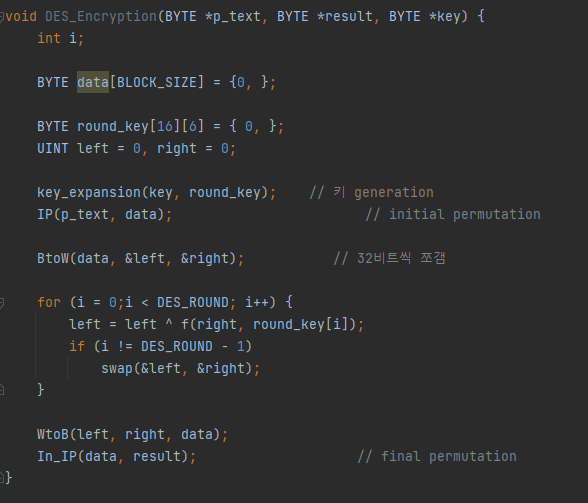 void DES_Encryption(BYTE *p_text, BYTE *result, BYTE *key) {
int i;
BYTE data[BLOCK_SIZE] = {0, };
BYTE round_key[16][6] = { 0, };
UINT left = 0, right = 0;
key_expansion(key, round_key); // 키 generation
IP(p_text, data); // initial permutation
BtoW(data, &left, &right); // 32비트씩 쪼갬
for (i = 0;i < DES_ROUND; i++) {
left = left ^ f(right, round_key[i]);
if (i != DES_ROUND - 1)
swap(&left, &right);
}
WtoB(left, right, data);
In_IP(data, result); // final permutation
}